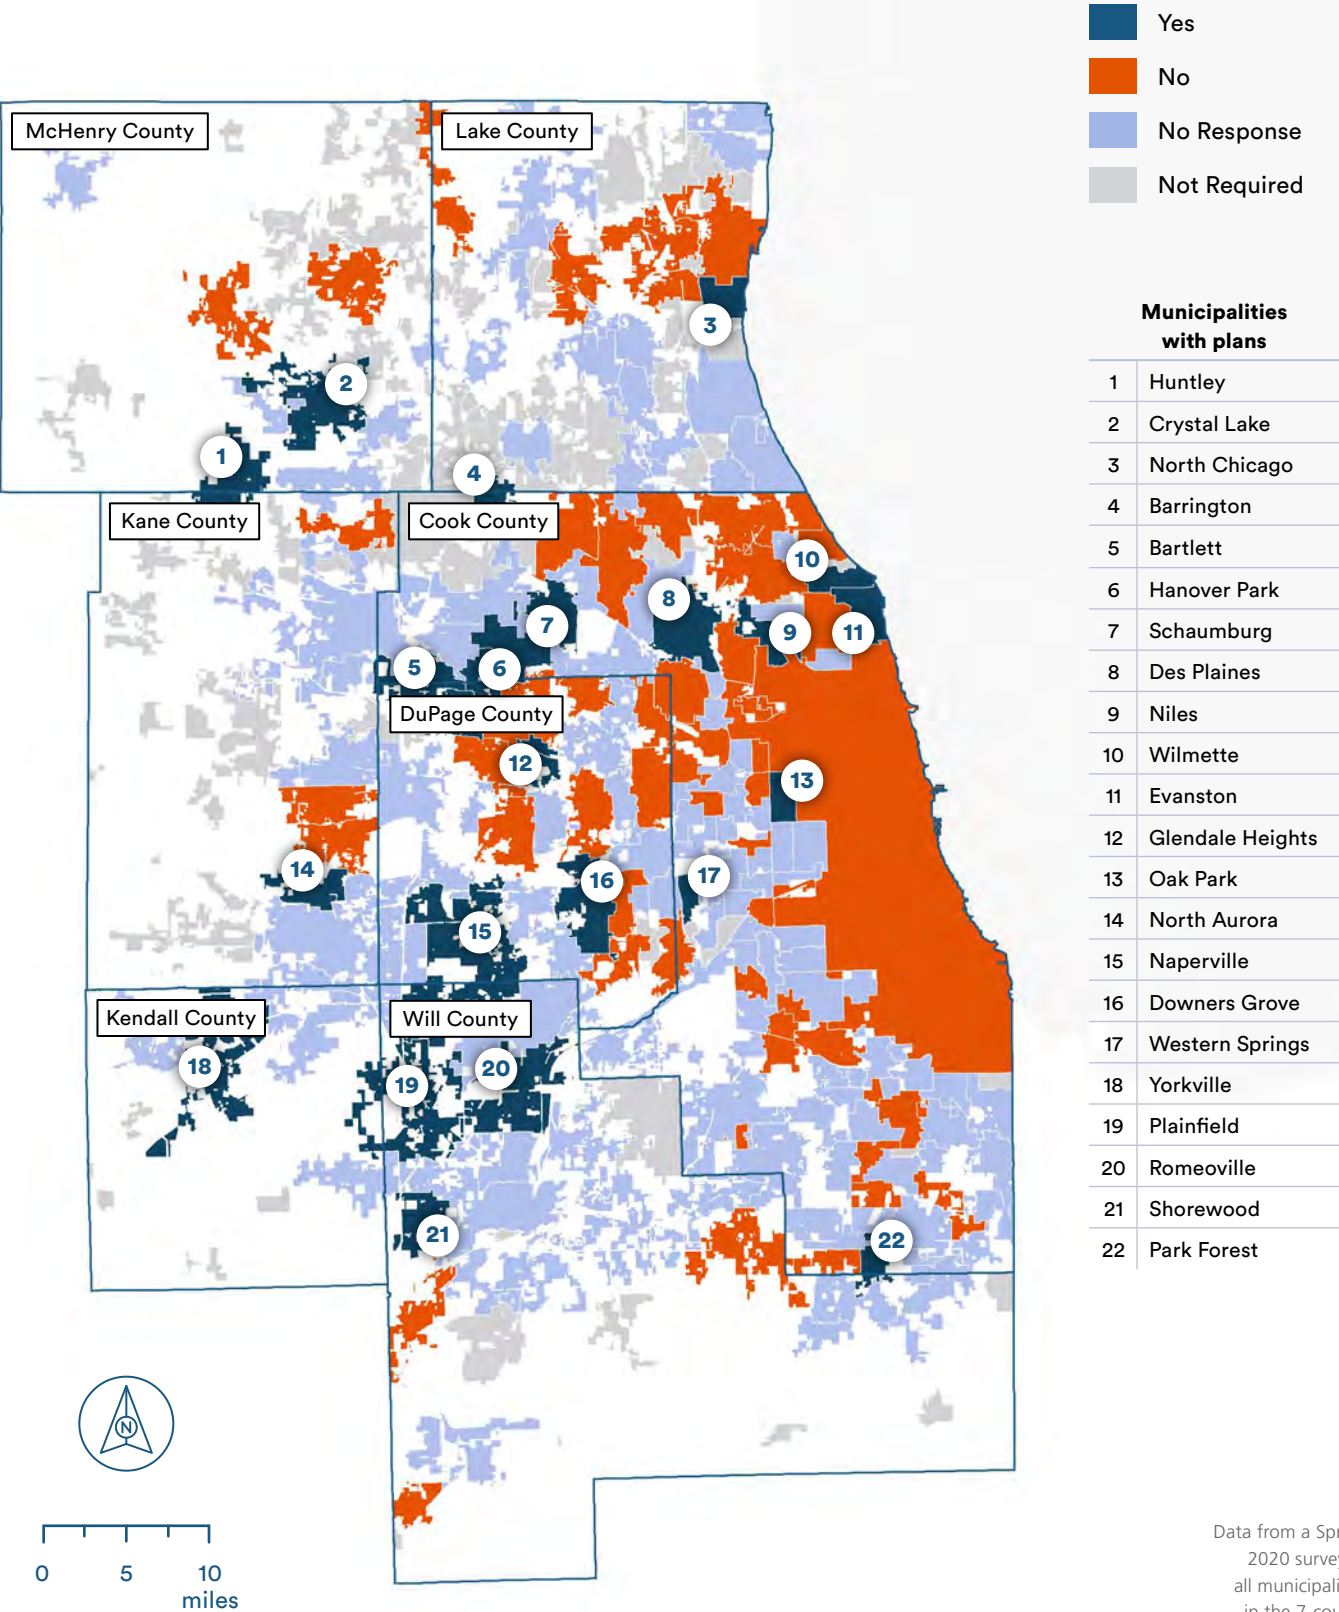 Yes
No
No Response
Not Required
McHenry County
Lake County
Kane County
Cook County
DuPage County
Kendall County
Will County
1
2
3
4
5
6
7
8
9
10
11
12
13
14
15
16
17
18
19
20
21
22
Municipalities
with plans
1 Huntley
2 Crystal Lake
3 North Chicago
4 Barrington
5 Bartlett
6 Hanover Park
7 Schaumburg
8 Des Plaines
9 Niles
10 Wilmette
11 Evanston
12 Glendale Heights
13 Oak Park
14 North Aurora
15 Naperville
16 Downers Grove
17 Western Springs
18 Yorkville
19 Plainfield
20 Romeoville
21 Shorewood
22 Park Forest
N
0 5 10
miles
Data from a Spr
2020 survey
all municipali
in the 7-cou